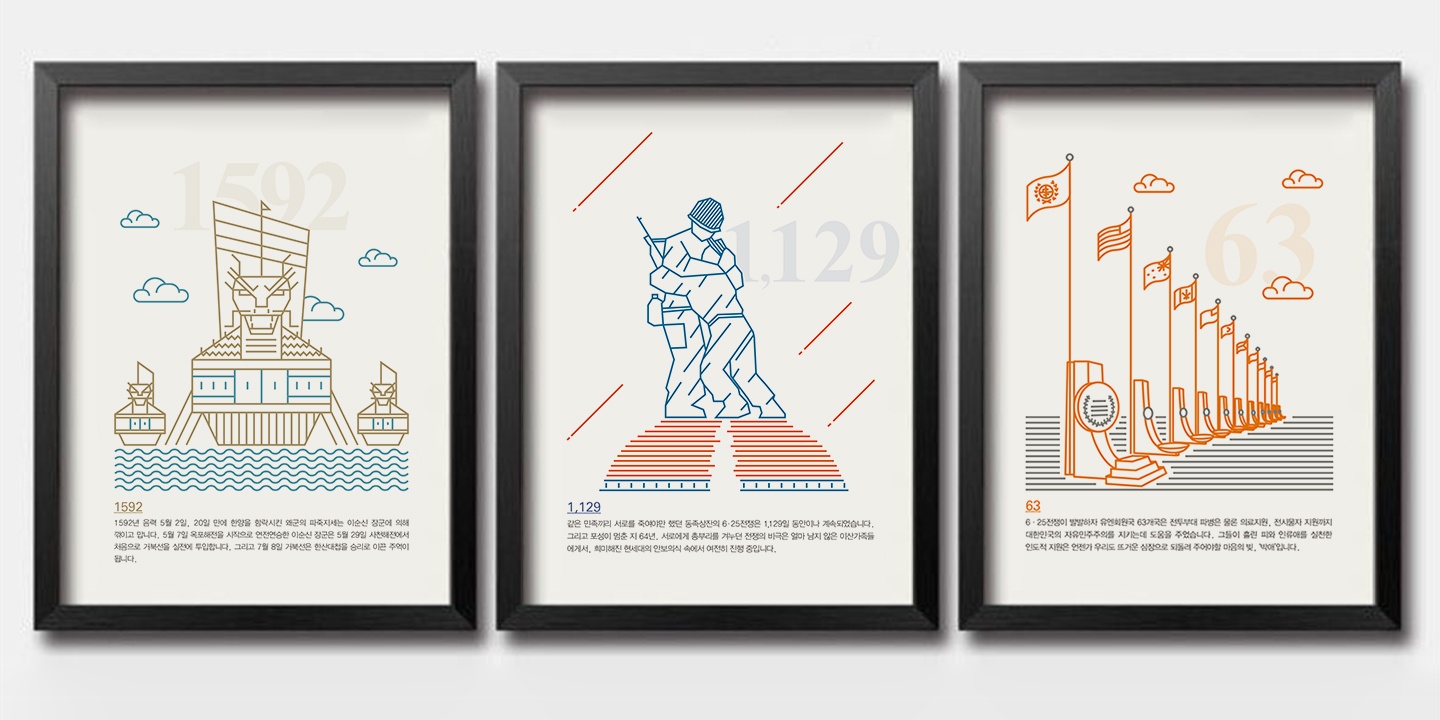 1592
1592
1592년 음력 5월 2일, 20일 만에 한양을 함락시킨 왜군의 파죽지세는 이순신 장군에 의해
꺾이고 맙니다. 5월 7일 옥포해전을 시작으로 연전연승한 이순신 장군은 5월 29일 사천해전에서
처음으로 거북선을 실전에 투입합니다. 그리고 7월 8일 거북선은 한산대첩을 승리로 이끈 주역이
됩니다.
1,129
1,129
같은 민족끼리 서로를 죽여야만 했던 동족상잔의 6·25전쟁은 1,129일 동안이나 계속되었습니다.
그리고 포성이 멈춘 지 64년, 서로에게 총부리를 겨누던 전쟁의 비극은 얼마 남지 않은 이산가족들
에게서, 희미해진 현세대의 안보의식 속에서 여전히 진행 중입니다.
63
63
6·25전쟁이 발발하자 유엔회원국 63개국은 전투부대 파병은 물론 의료지원, 전시물자 지원까지
대한민국의 자유민주주의를 지키는데 도움을 주었습니다. 그들이 흘린 피와 인류애를 실천한
인도적 지원은 언젠가 우리도 뜨거운 심장으로 되돌려 주어야할 마음의 빚, '박애'입니다.